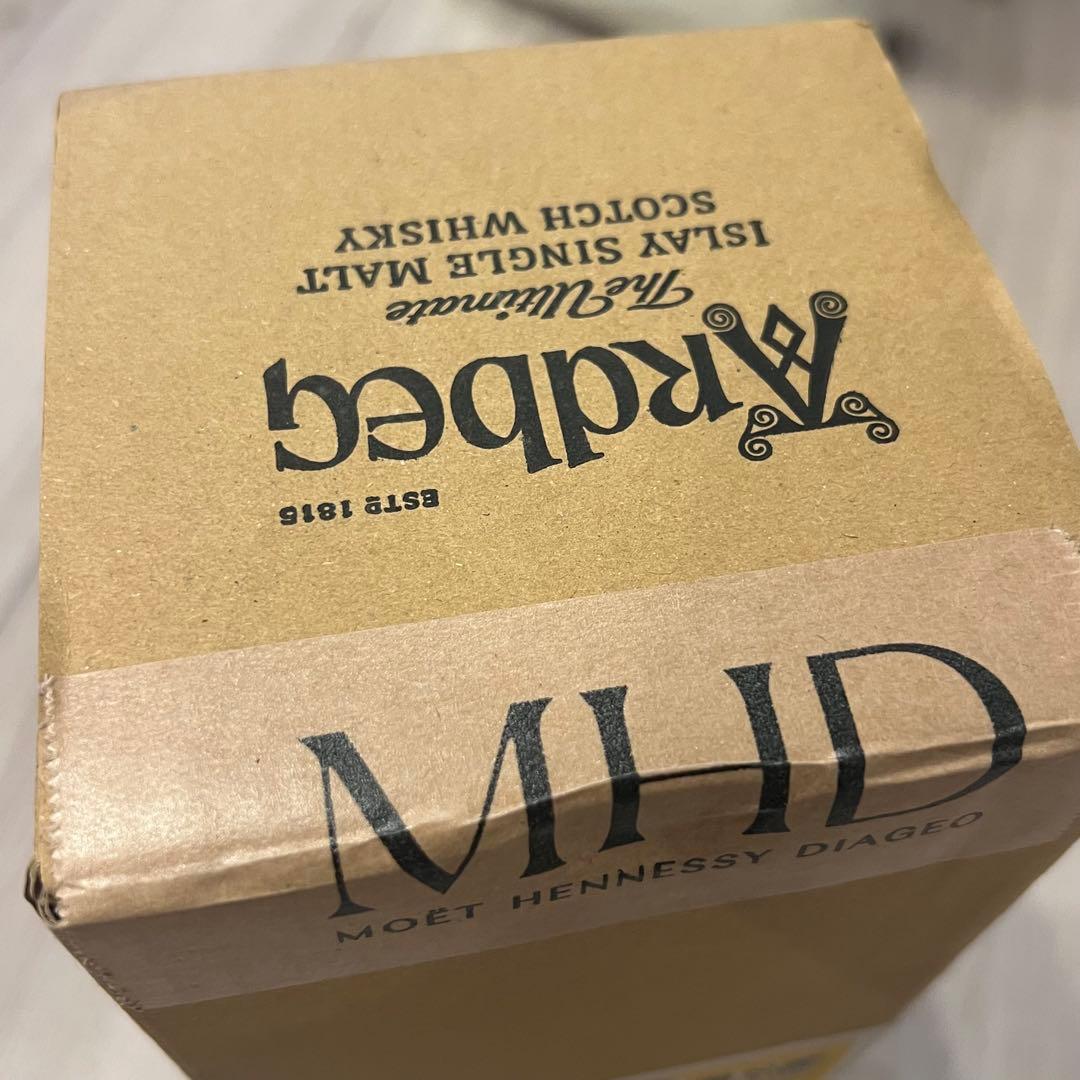 Ardbeg
ESTD 1815
The Ultimate
ISLAY SINGLE MALT
SCOTCH WHISKY
MHD
MOËT HENNESSY DIAGEO